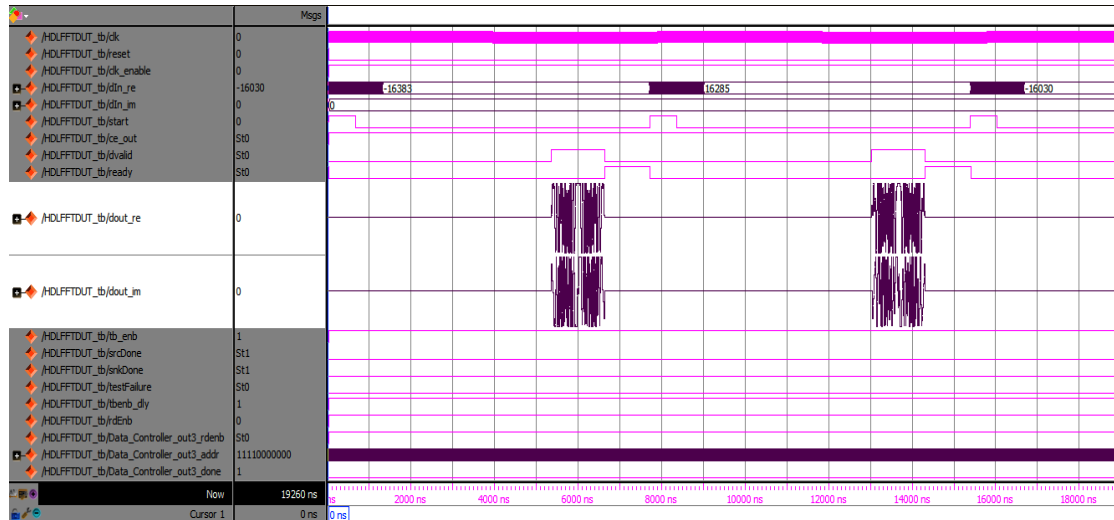 Msgs
/HDLFFTDUT_tb/clk 0
/HDLFFTDUT_tb/reset 0
/HDLFFTDUT_tb/clk_enable 0
/HDLFFTDUT_tb/dIn_re -16030 -16383 16285 -16030
/HDLFFTDUT_tb/dIn_im 0 0
/HDLFFTDUT_tb/start 0
/HDLFFTDUT_tb/ce_out St0
/HDLFFTDUT_tb/dvalid St0
/HDLFFTDUT_tb/ready St0
/HDLFFTDUT_tb/dout_re 0
/HDLFFTDUT_tb/dout_im 0
/HDLFFTDUT_tb/tb_enb 1
/HDLFFTDUT_tb/srcDone St1
/HDLFFTDUT_tb/snkDone St1
/HDLFFTDUT_tb/testFailure St0
/HDLFFTDUT_tb/tbenb_dly 1
/HDLFFTDUT_tb/rdEnb 0
/HDLFFTDUT_tb/Data_Controller_out3_rdenb St0
/HDLFFTDUT_tb/Data_Controller_out3_addr 11110000000
/HDLFFTDUT_tb/Data_Controller_out3_done 1
Now 19260 ns ns 2000 ns 4000 ns 6000 ns 8000 ns 10000 ns 12000 ns 14000 ns 16000 ns 18000 ns
Cursor 1 0 ns 0 ns